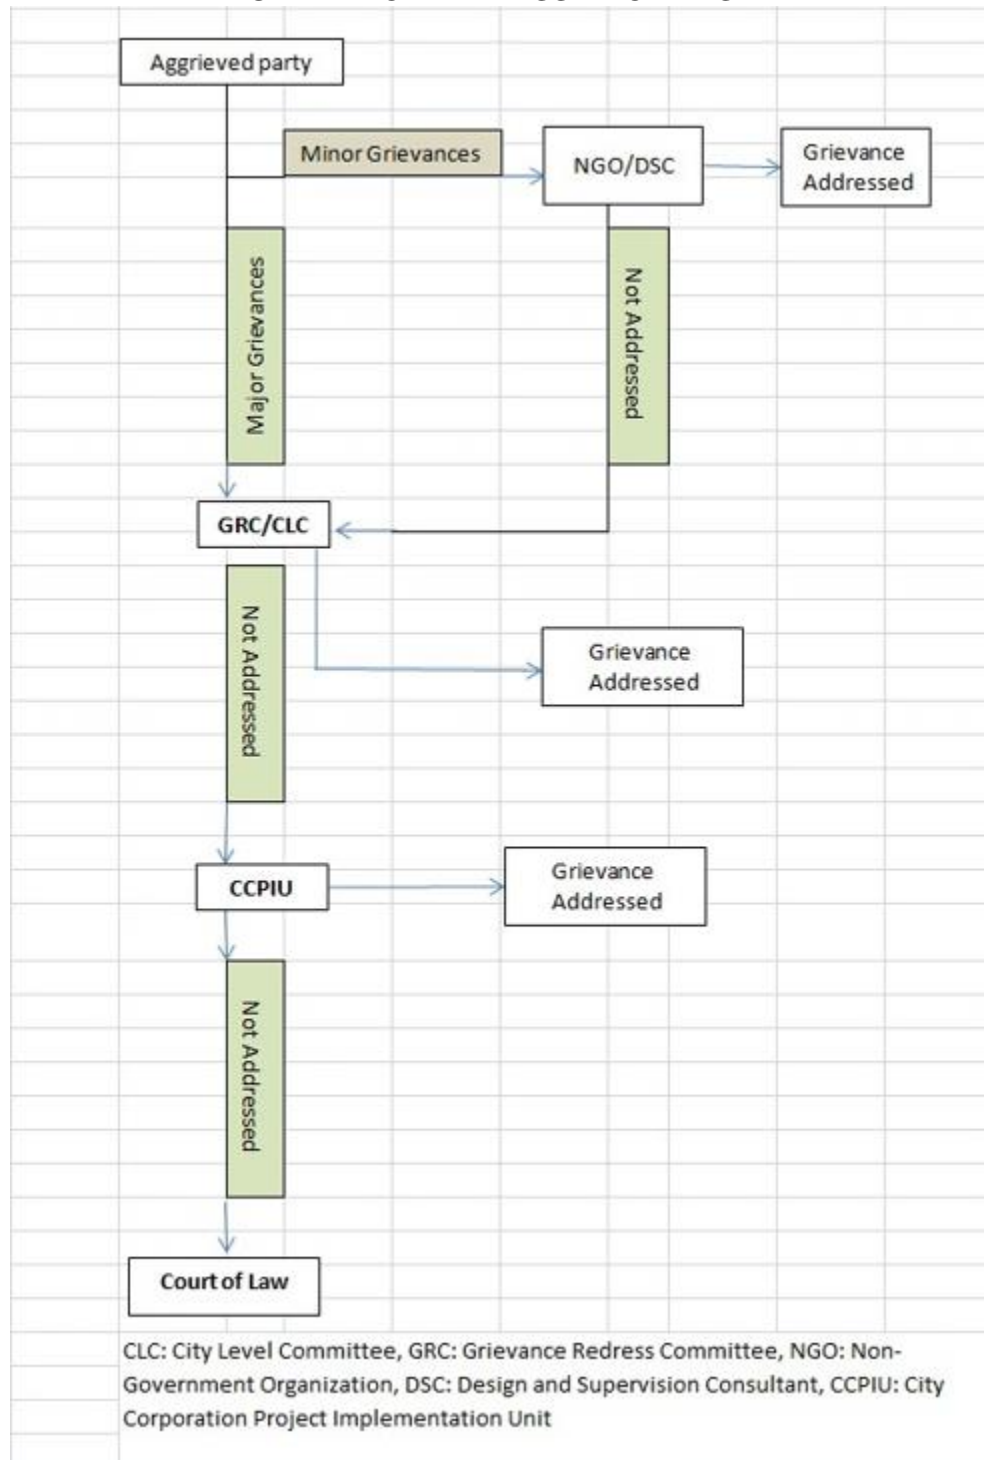 Aggrieved party
Minor Grievances
NGO/DSC
Grievance
Addressed
Major Grievances
Not Addressed
GRC/CLC
Not Addressed
Grievance
Addressed
CCPIU
Grievance
Addressed
Not Addressed
Court of Law
CLC: City Level Committee, GRC: Grievance Redress Committee, NGO: Non-
Government Organization, DSC: Design and Supervision Consultant, CCPIU: City
Corporation Project Implementation Unit